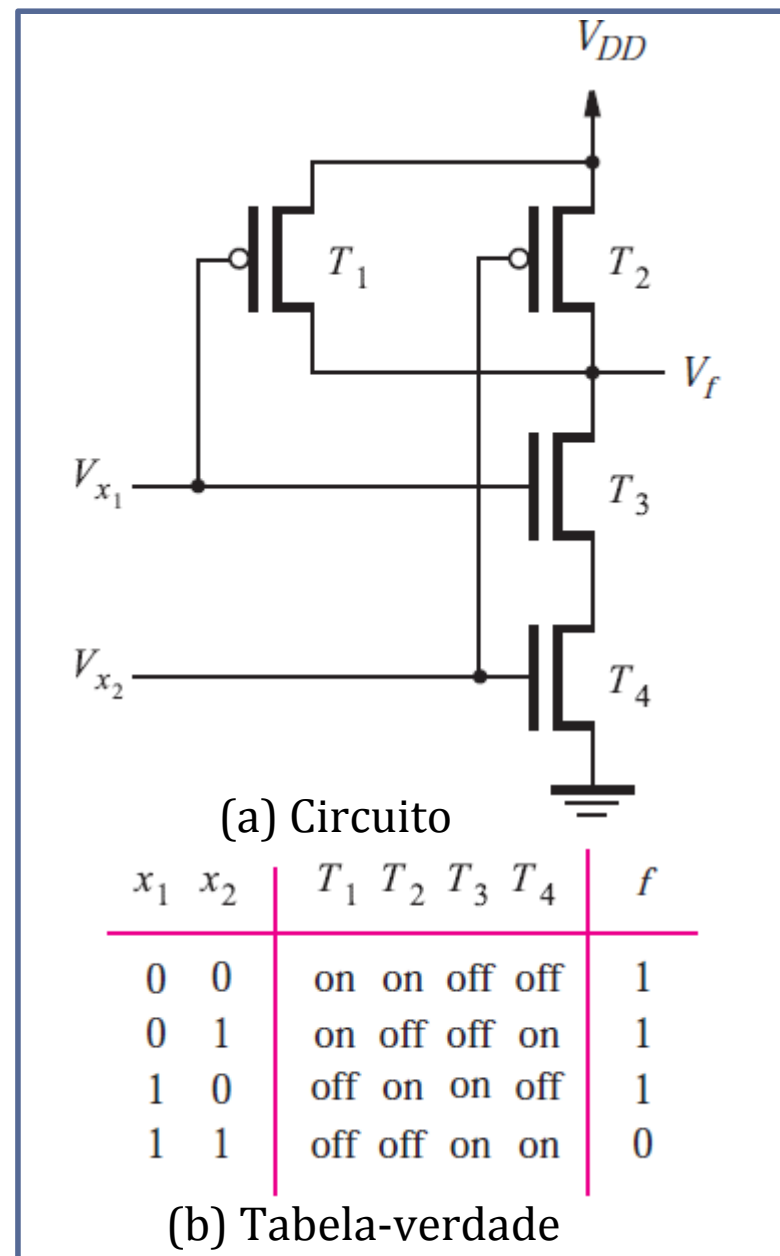 V_DD
T_1 T_2
V_f
V_x_1 T_3
V_x_2 T_4
(a) Circuito
x_1 x_2 T_1 T_2 T_3 T_4 f
0 0 on on off off 1
0 1 on off off on 1
1 0 off on on off 1
1 1 off off on on 0
(b) Tabela-verdade